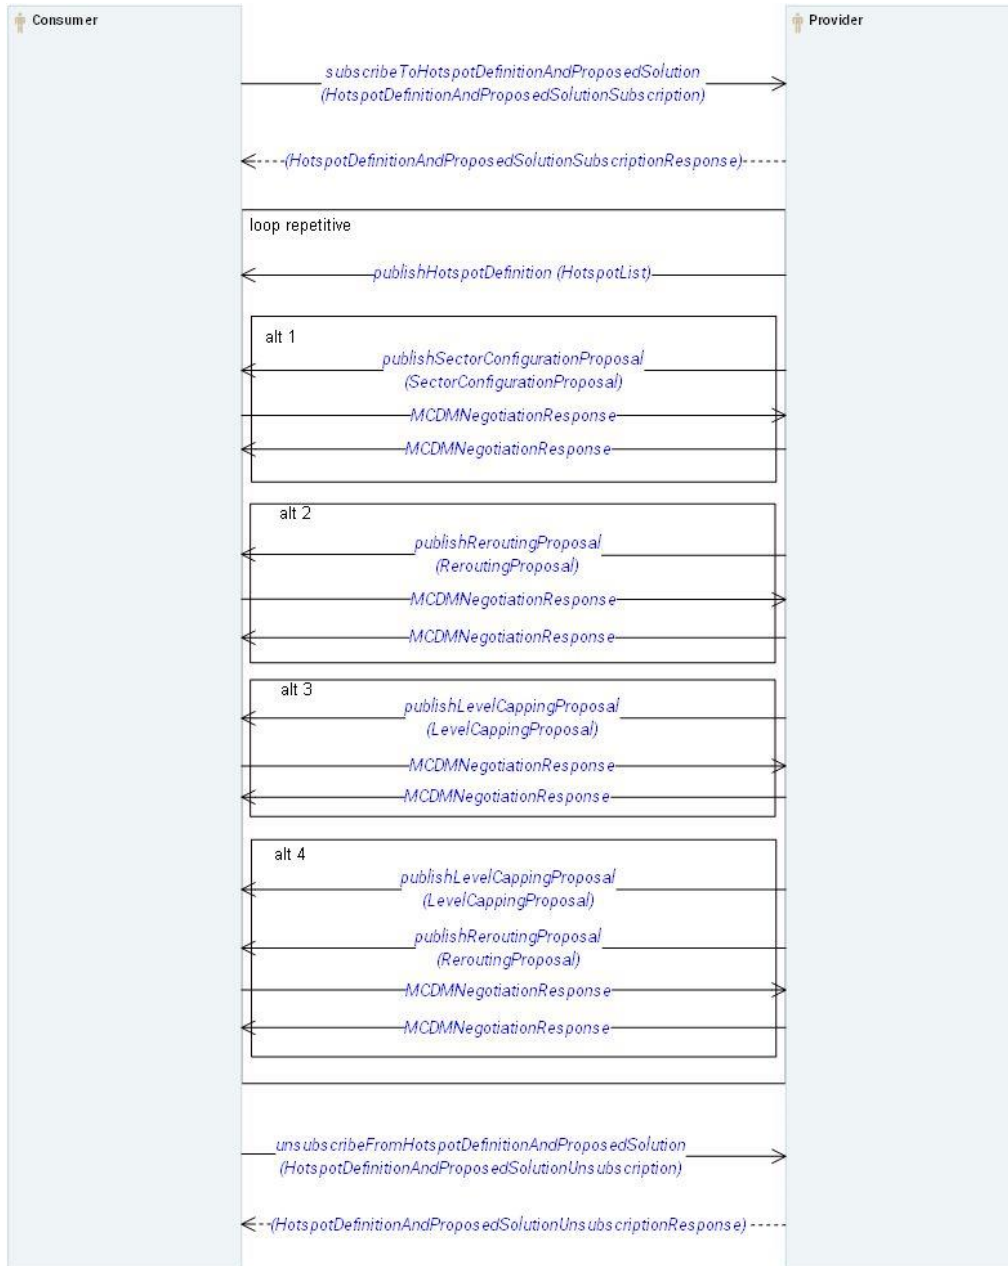 Consumer
Provider
subscribeToHotspotDefinitionAndProposedSolution
(HotspotDefinitionAndProposedSolutionSubscription)
(HotspotDefinitionAndProposedSolutionSubscriptionResponse)
loop repetitive
publishHotspotDefinition (HotspotList)
alt 1
publishSectorConfigurationProposal
(SectorConfigurationProposal)
MCDMNegotiationResponse
MCDMNegotiationResponse
alt 2
publishReroutingProposal
(ReroutingProposal)
MCDMNegotiationResponse
MCDMNegotiationResponse
alt 3
publishLevelCappingProposal
(LevelCappingProposal)
MCDMNegotiationResponse
MCDMNegotiationResponse
alt 4
publishLevelCappingProposal
(LevelCappingProposal)
publishReroutingProposal
(ReroutingProposal)
MCDMNegotiationResponse
MCDMNegotiationResponse
unsubscribeFromHotspotDefinitionAndProposedSolution
(HotspotDefinitionAndProposedSolutionUnsubscription)
(HotspotDefinitionAndProposedSolutionUnsubscriptionResponse)